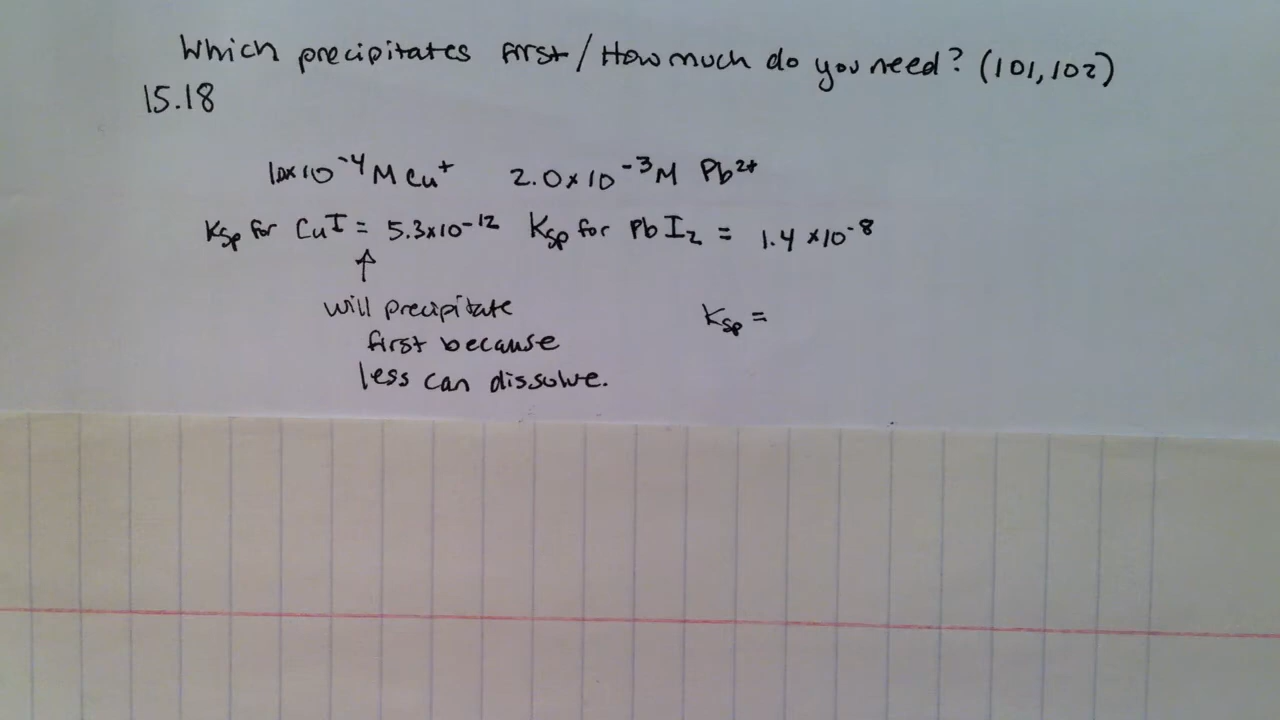 Which precipitates first / How much do you need? (101, 102)
15.18
1.0x10⁻⁴ M Cu⁺ 2.0x10⁻³ M Pb²⁺
Ksp for CuI = 5.3x10⁻¹² Ksp for PbI₂ = 1.4 x10⁻⁸
↑
will precipitate
first because
less can dissolve.
Ksp =